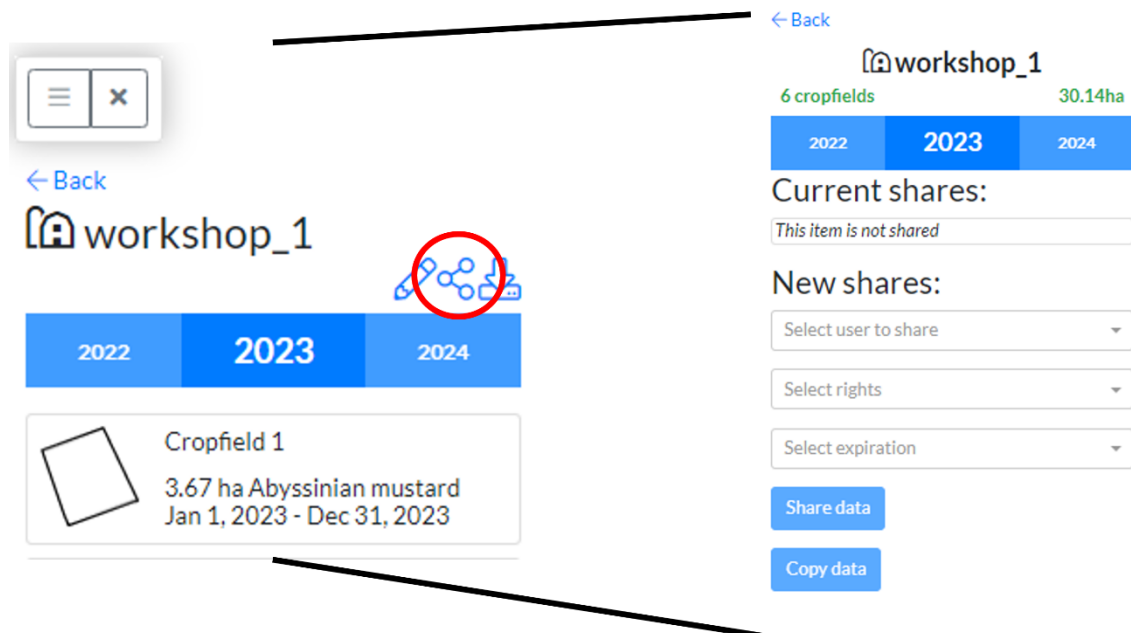 ← Back
workshop_1
2022 2023 2024
Cropfield 1
3.67 ha Abyssinian mustard
Jan 1, 2023 - Dec 31, 2023
← Back
workshop_1
6 cropfields 30.14ha
2022 2023 2024
Current shares:
This item is not shared
New shares:
Select user to share
Select rights
Select expiration
Share data
Copy data